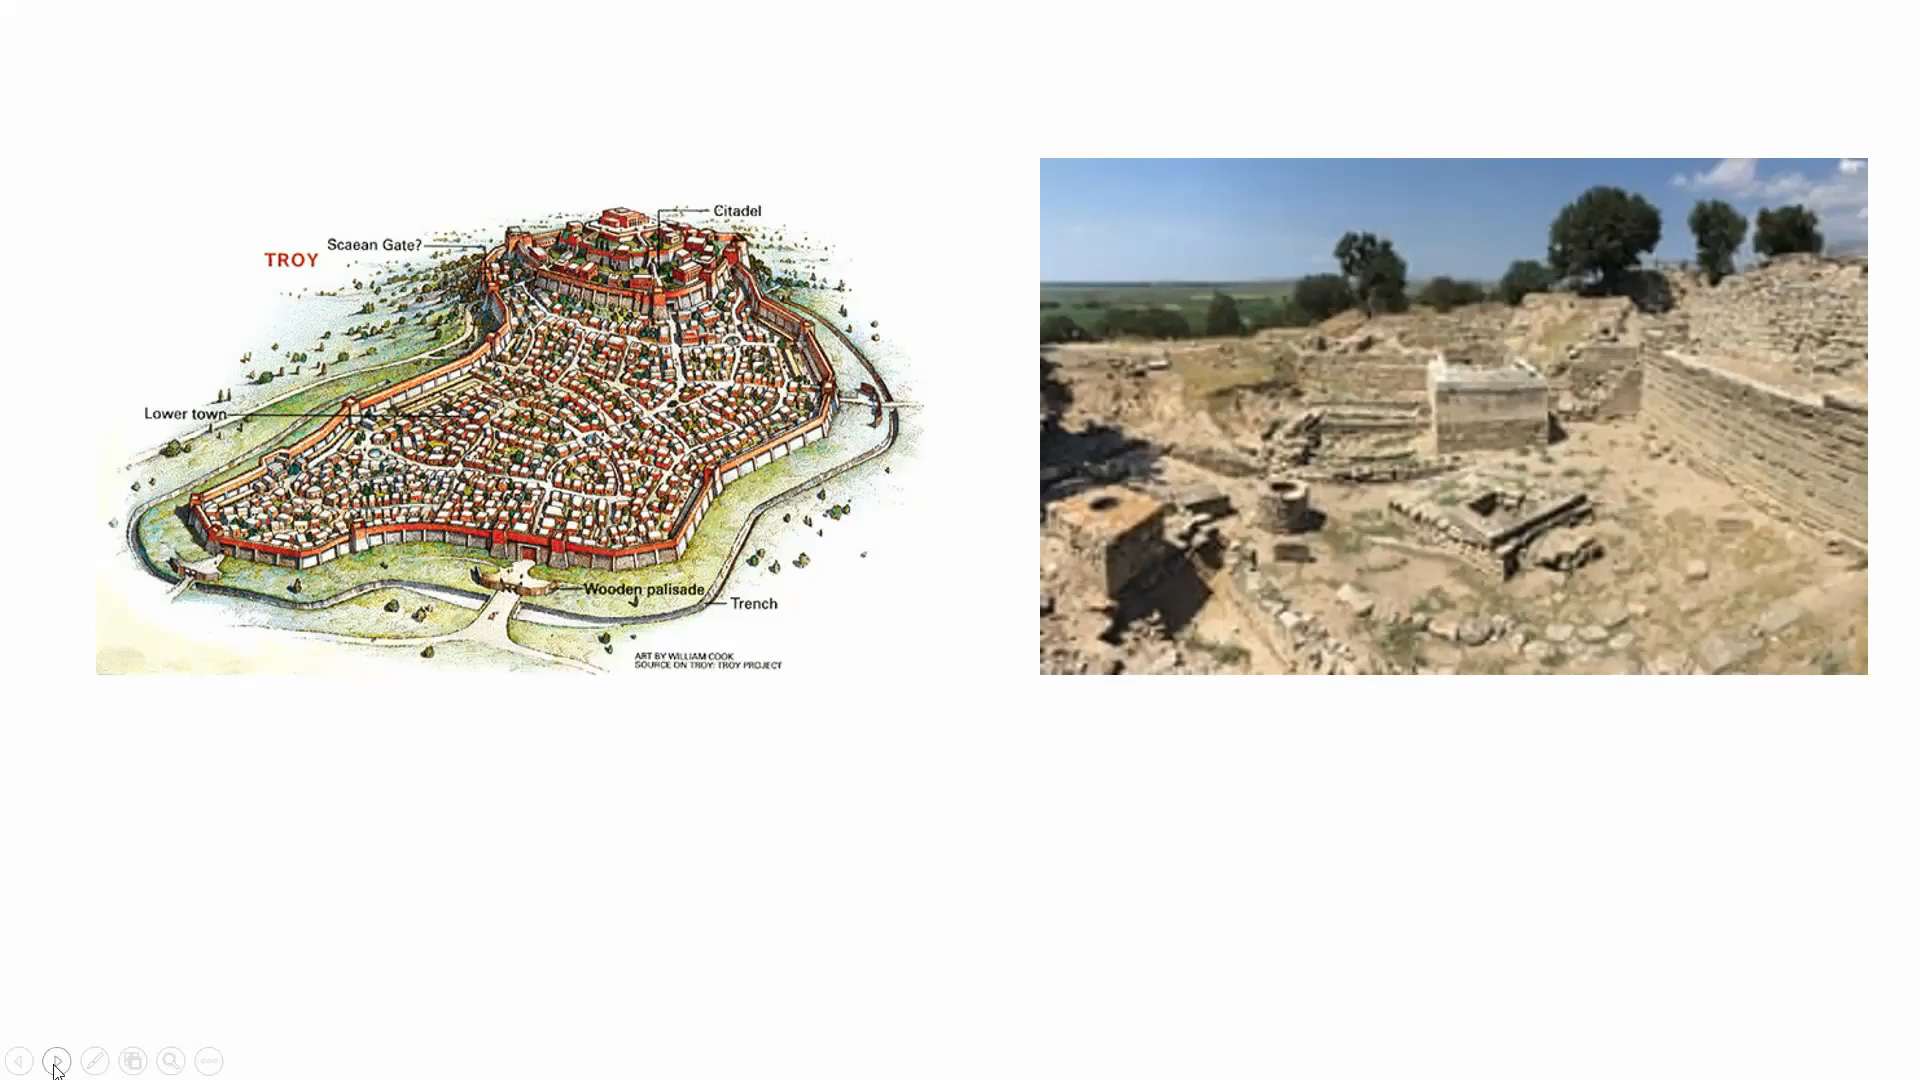 Citadel
Scaean Gate?
TROY
Lower town
Wooden palisade
Trench
ART BY WILLIAM COOK
SOURCE ON TROY: TROY PROJECT